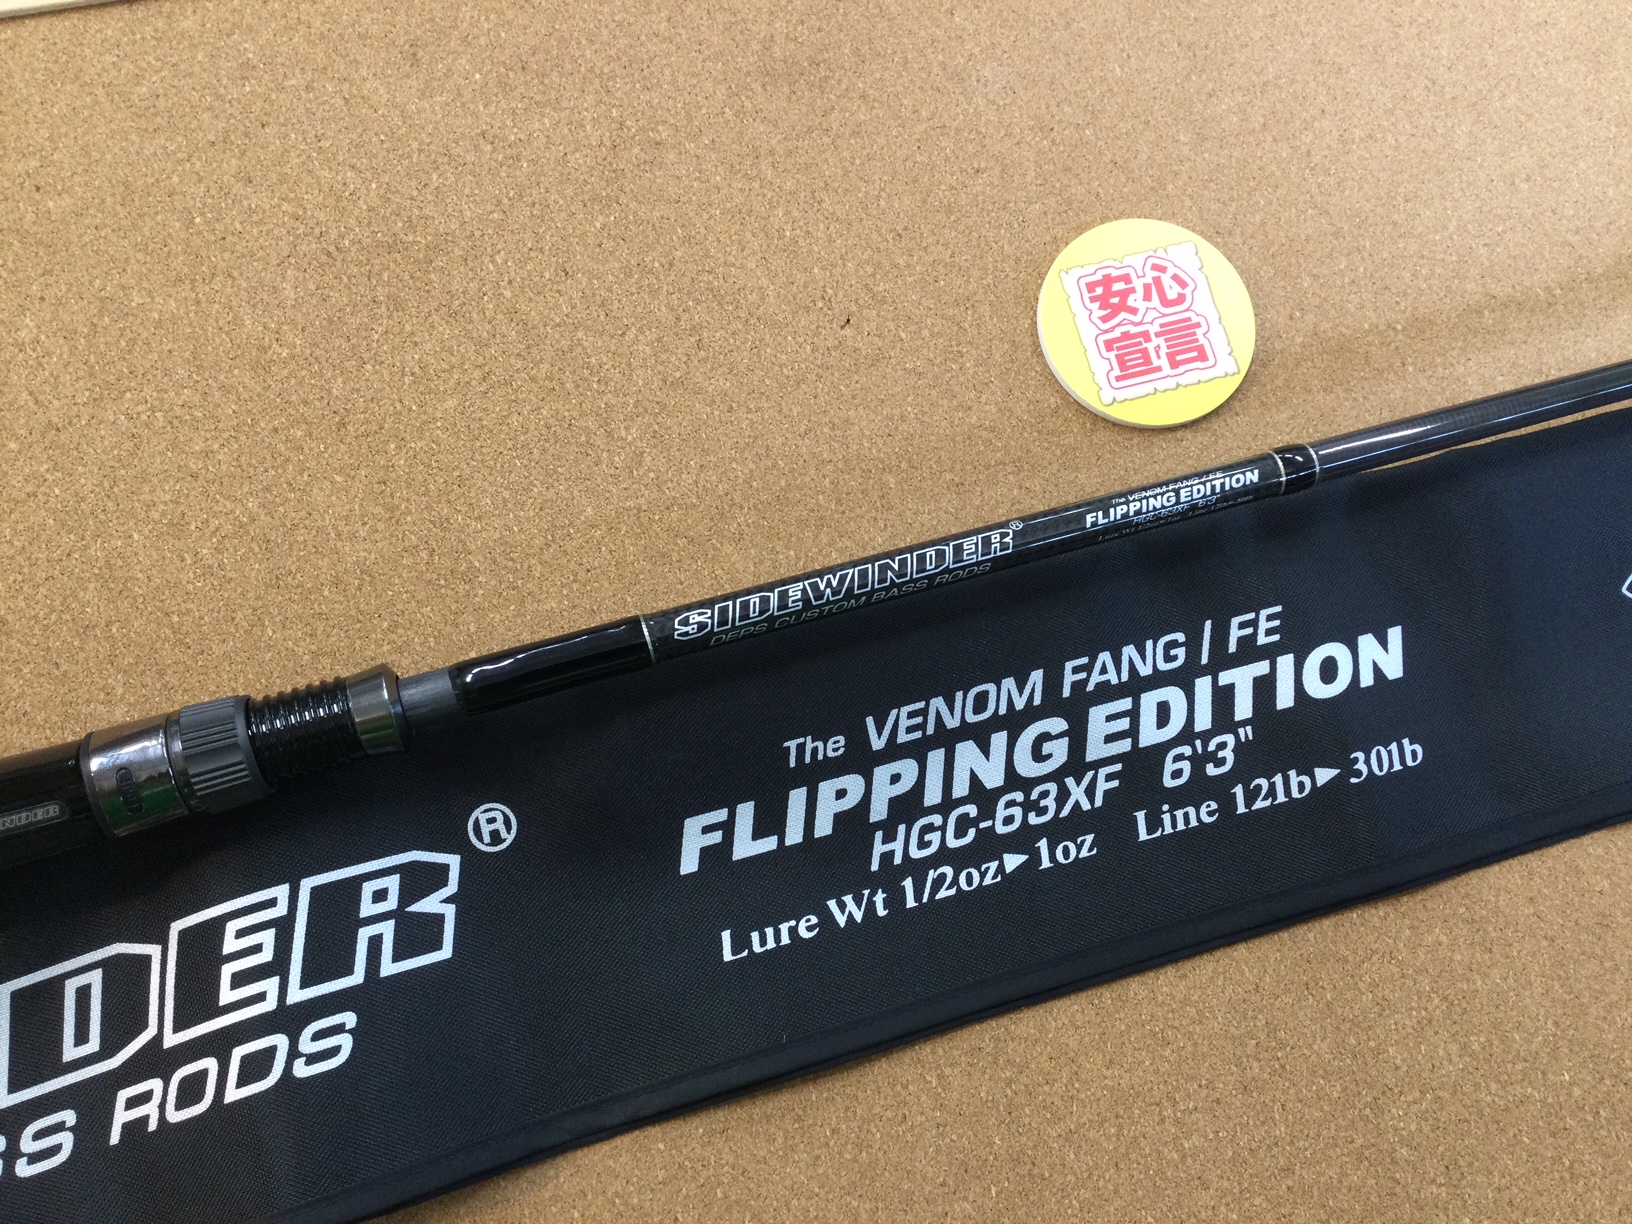 安心
宣言
The VENOM FANG / FE
FLIPPING EDITION
HGC-63XF 6'3"
SIDEWINDER®
DEPS CUSTOM BASS RODS
The VENOM FANG / FE
FLIPPING EDITION
HGC-63XF 6'3"
Lure Wt 1/2oz▶1oz Line 12lb▶30lb
DER®
SS RODS